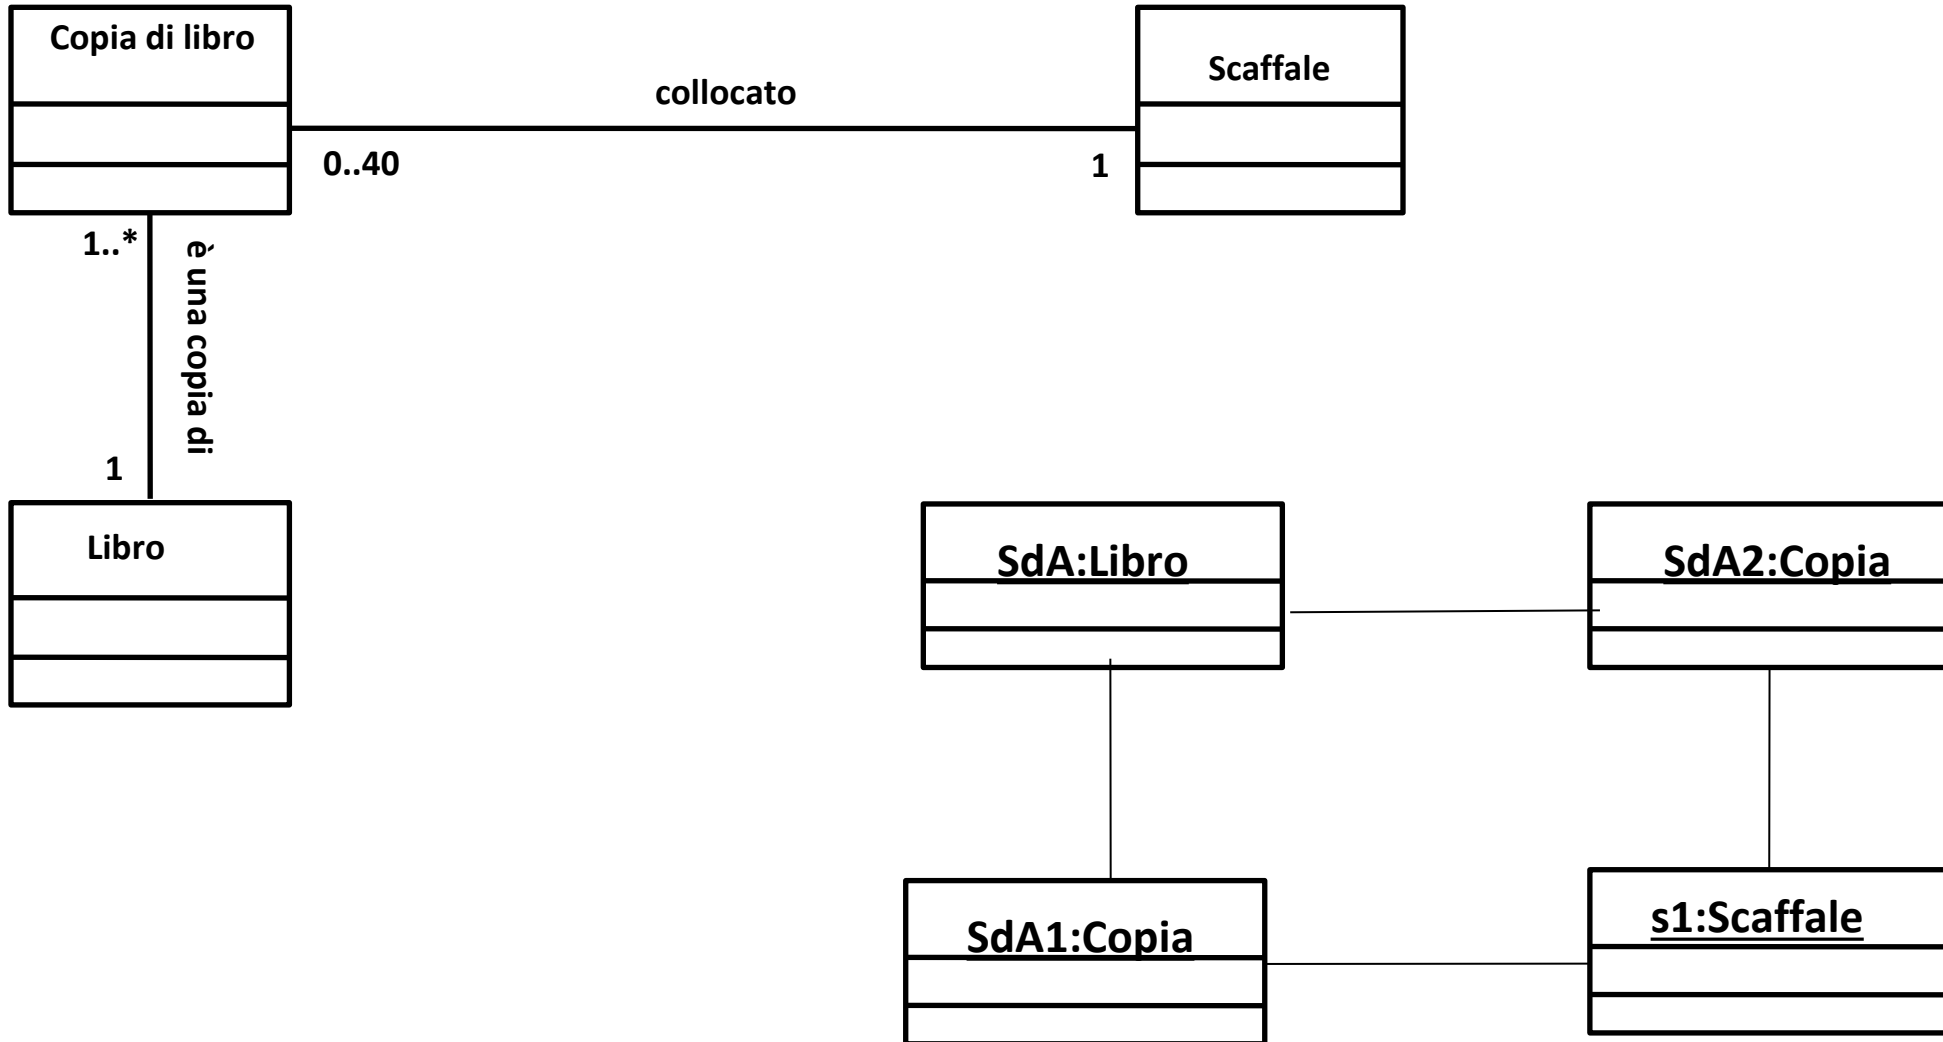 Copia di libro
Scaffale
collocato
0..40
1
1..*
è una copia di
1
Libro
SdA:Libro
SdA2:Copia
SdA1:Copia
s1:Scaffale